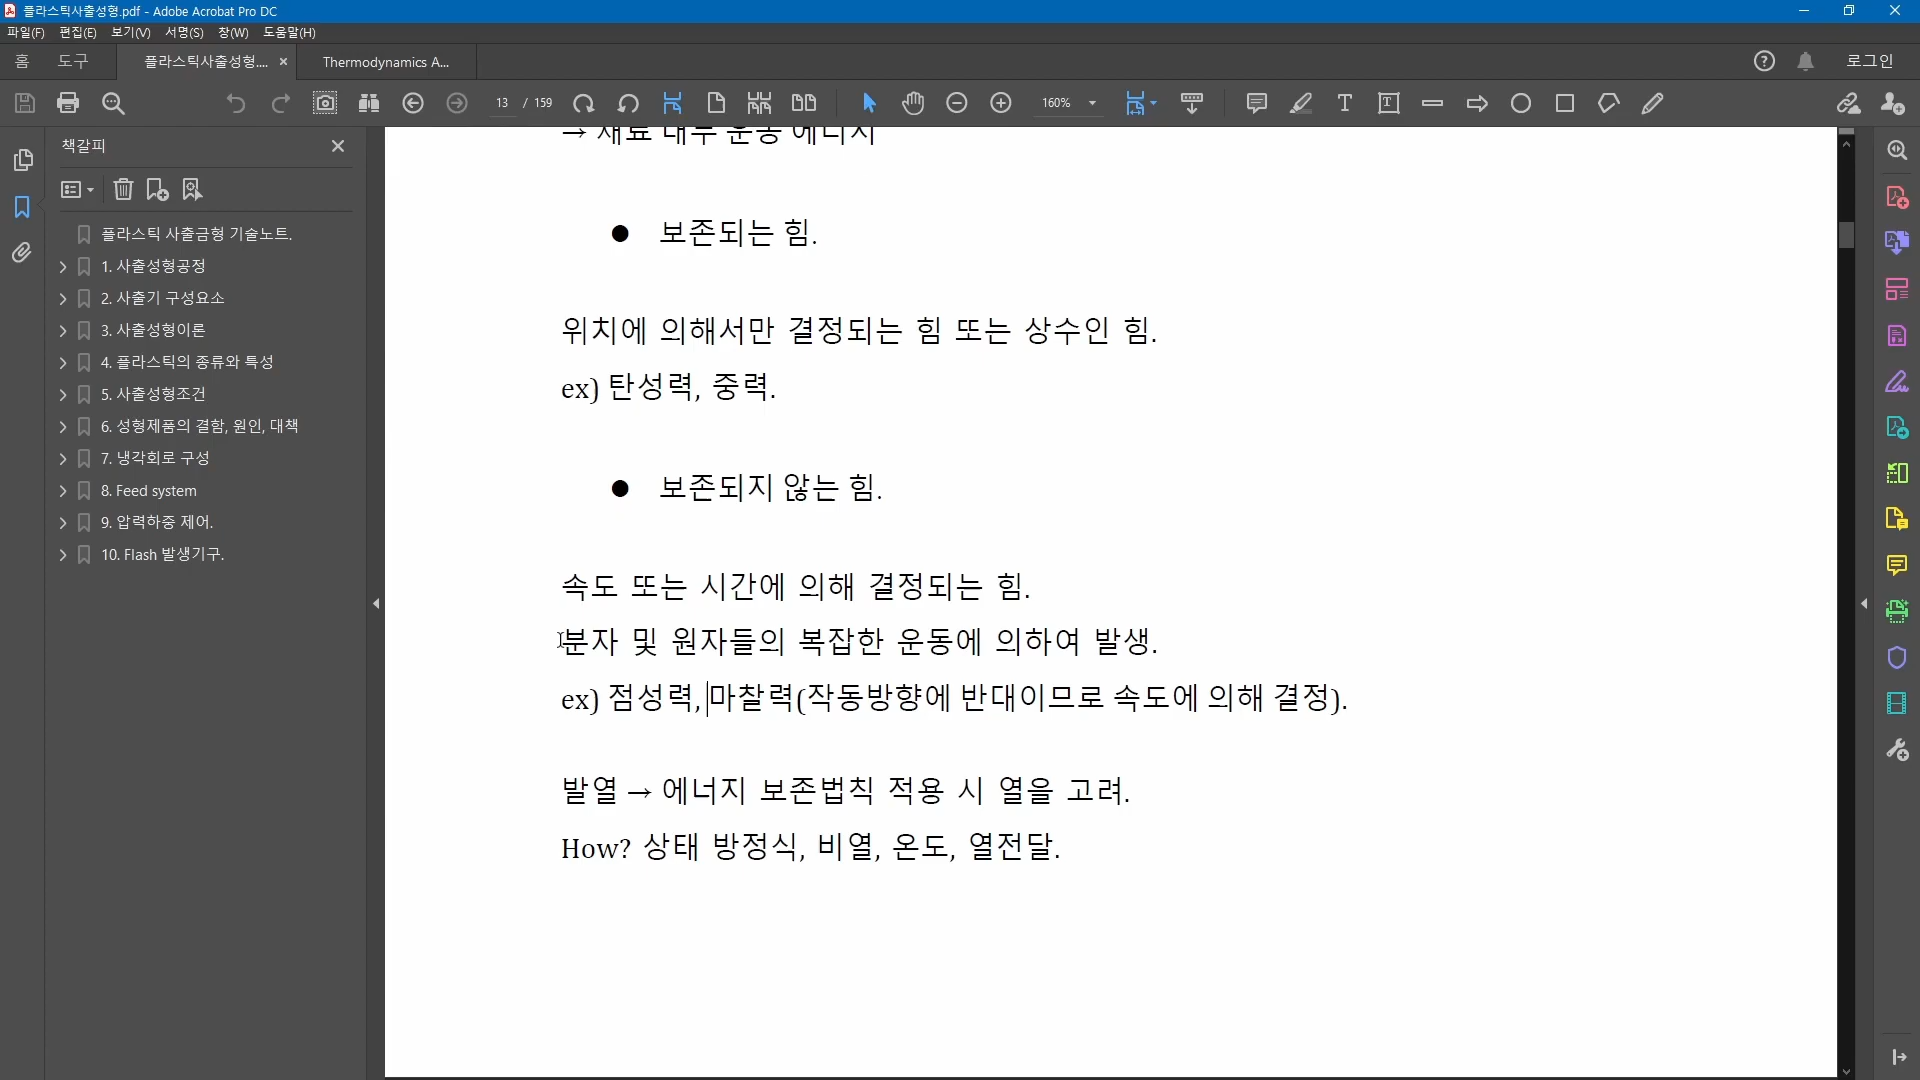 플라스틱사출성형.pdf - Adobe Acrobat Pro DC
파일(F) 편집(E) 보기(V) 서명(S) 창(W) 도움말(H)
홈 도구 플라스틱사출성형.... × Thermodynamics A...
로그인
13 / 159 160%
책갈피
플라스틱 사출금형 기술노트.
1. 사출성형공정
2. 사출기 구성요소
3. 사출성형이론
4. 플라스틱의 종류와 특성
5. 사출성형조건
6. 성형제품의 결함, 원인, 대책
7. 냉각회로 구성
8. Feed system
9. 압력하중 제어.
10. Flash 발생기구.
→ 재료 내부 운동 에너지
● 보존되는 힘.
위치에 의해서만 결정되는 힘 또는 상수인 힘.
ex) 탄성력, 중력.
● 보존되지 않는 힘.
속도 또는 시간에 의해 결정되는 힘.
분자 및 원자들의 복잡한 운동에 의하여 발생.
ex) 점성력, 마찰력(작동방향에 반대이므로 속도에 의해 결정).
발열 → 에너지 보존법칙 적용 시 열을 고려.
How? 상태 방정식, 비열, 온도, 열전달.